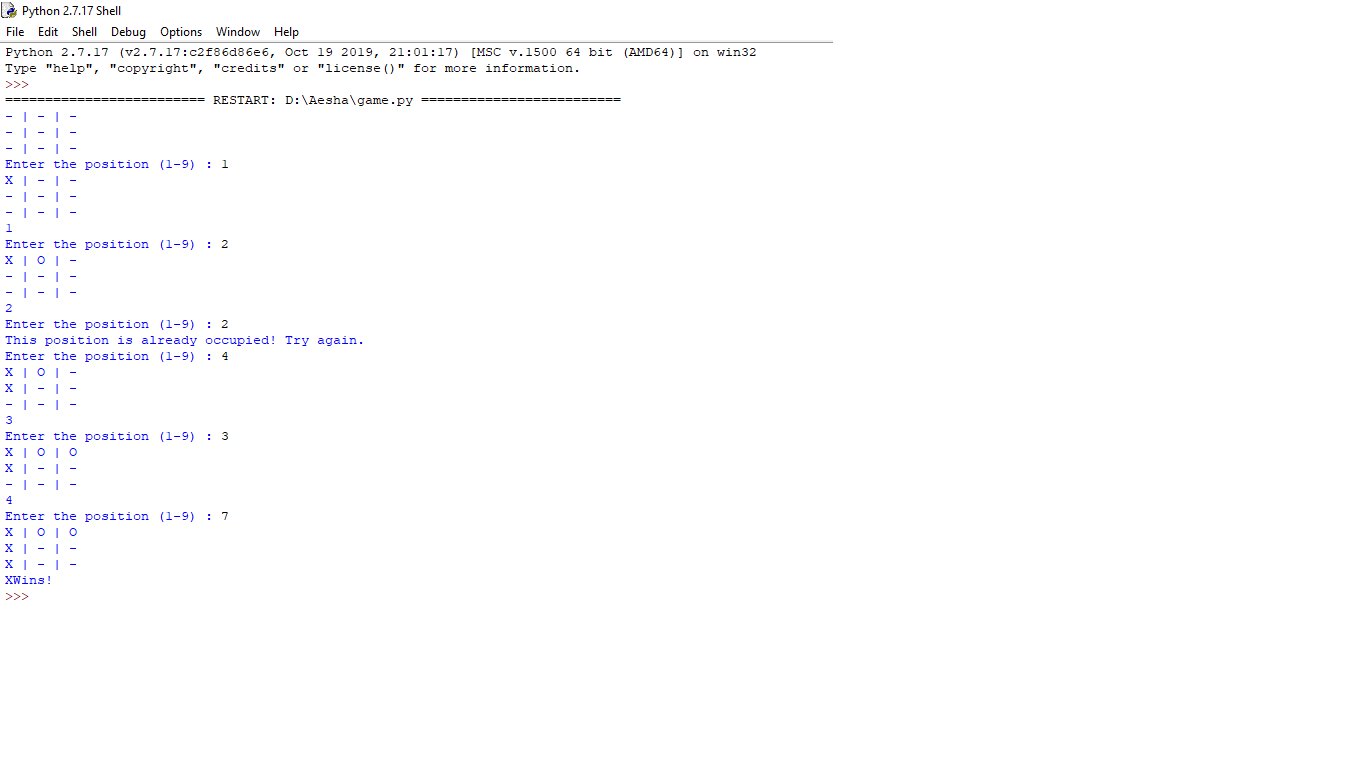 Python 2.7.17 Shell
File Edit Shell Debug Options Window Help
Python 2.7.17 (v2.7.17:c2f86d86e6, Oct 19 2019, 21:01:17) [MSC v.1500 64 bit (AMD64)] on win32
Type "help", "copyright", "credits" or "license()" for more information.
>>>
========================= RESTART: D:\Aesha\game.py =========================
- | - | -
- | - | -
- | - | -
Enter the position (1-9) : 1
X | - | -
- | - | -
- | - | -
1
Enter the position (1-9) : 2
X | O | -
- | - | -
- | - | -
2
Enter the position (1-9) : 2
This position is already occupied! Try again.
Enter the position (1-9) : 4
X | O | -
X | - | -
- | - | -
3
Enter the position (1-9) : 3
X | O | O
X | - | -
- | - | -
4
Enter the position (1-9) : 7
X | O | O
X | - | -
X | - | -
XWins!
>>>